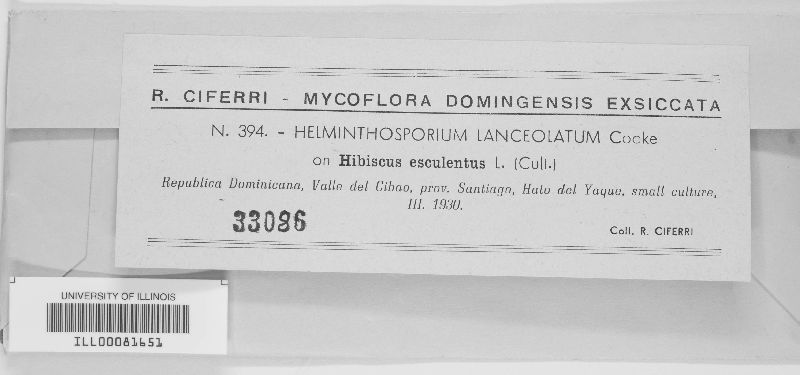 R. CIFERRI - MYCOFLORA DOMINGENSIS EXSICCATA
N. 394. - HELMINTHOSPORIUM LANCEOLATUM Cooke
on Hibiscus esculentus L. (Cult.)
Republica Dominicana, Valle del Cibao, prov. Santiago, Hato del Yaque, small culture,
III. 1930.
33086
Coll. R. CIFERRI
UNIVERSITY OF ILLINOIS
ILL00081651